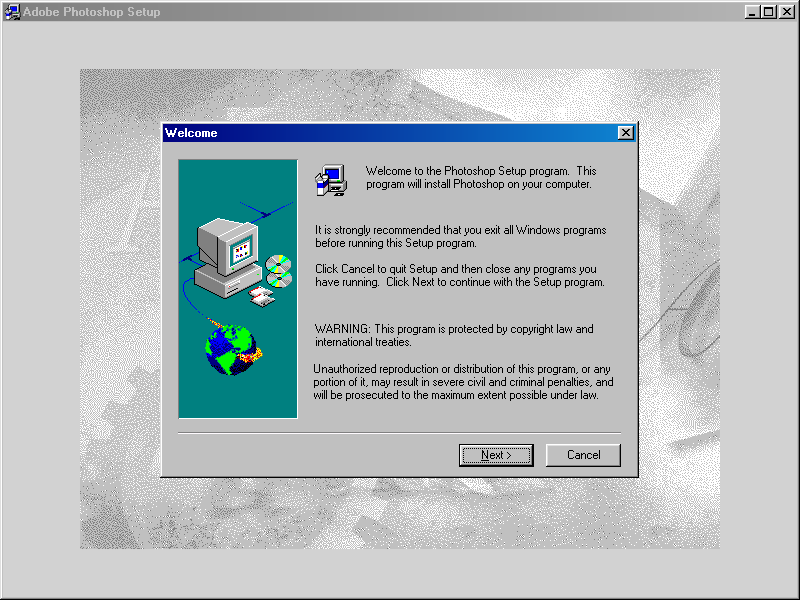 Adobe Photoshop Setup
Welcome
Welcome to the Photoshop Setup program.  This
program will install Photoshop on your computer.
It is strongly recommended that you exit all Windows programs
before running this Setup program.
Click Cancel to quit Setup and then close any programs you
have running.  Click Next to continue with the Setup program.
WARNING: This program is protected by copyright law and
international treaties.
Unauthorized reproduction or distribution of this program, or any
portion of it, may result in severe civil and criminal penalties, and
will be prosecuted to the maximum extent possible under law.
Next >
Cancel